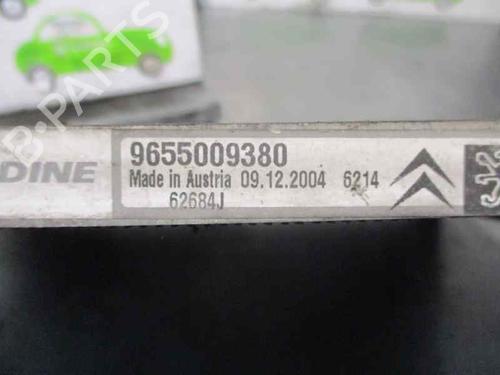 B-PARTS
DINE 9655009380
Made in Austria 09.12.2004 6214
62684J